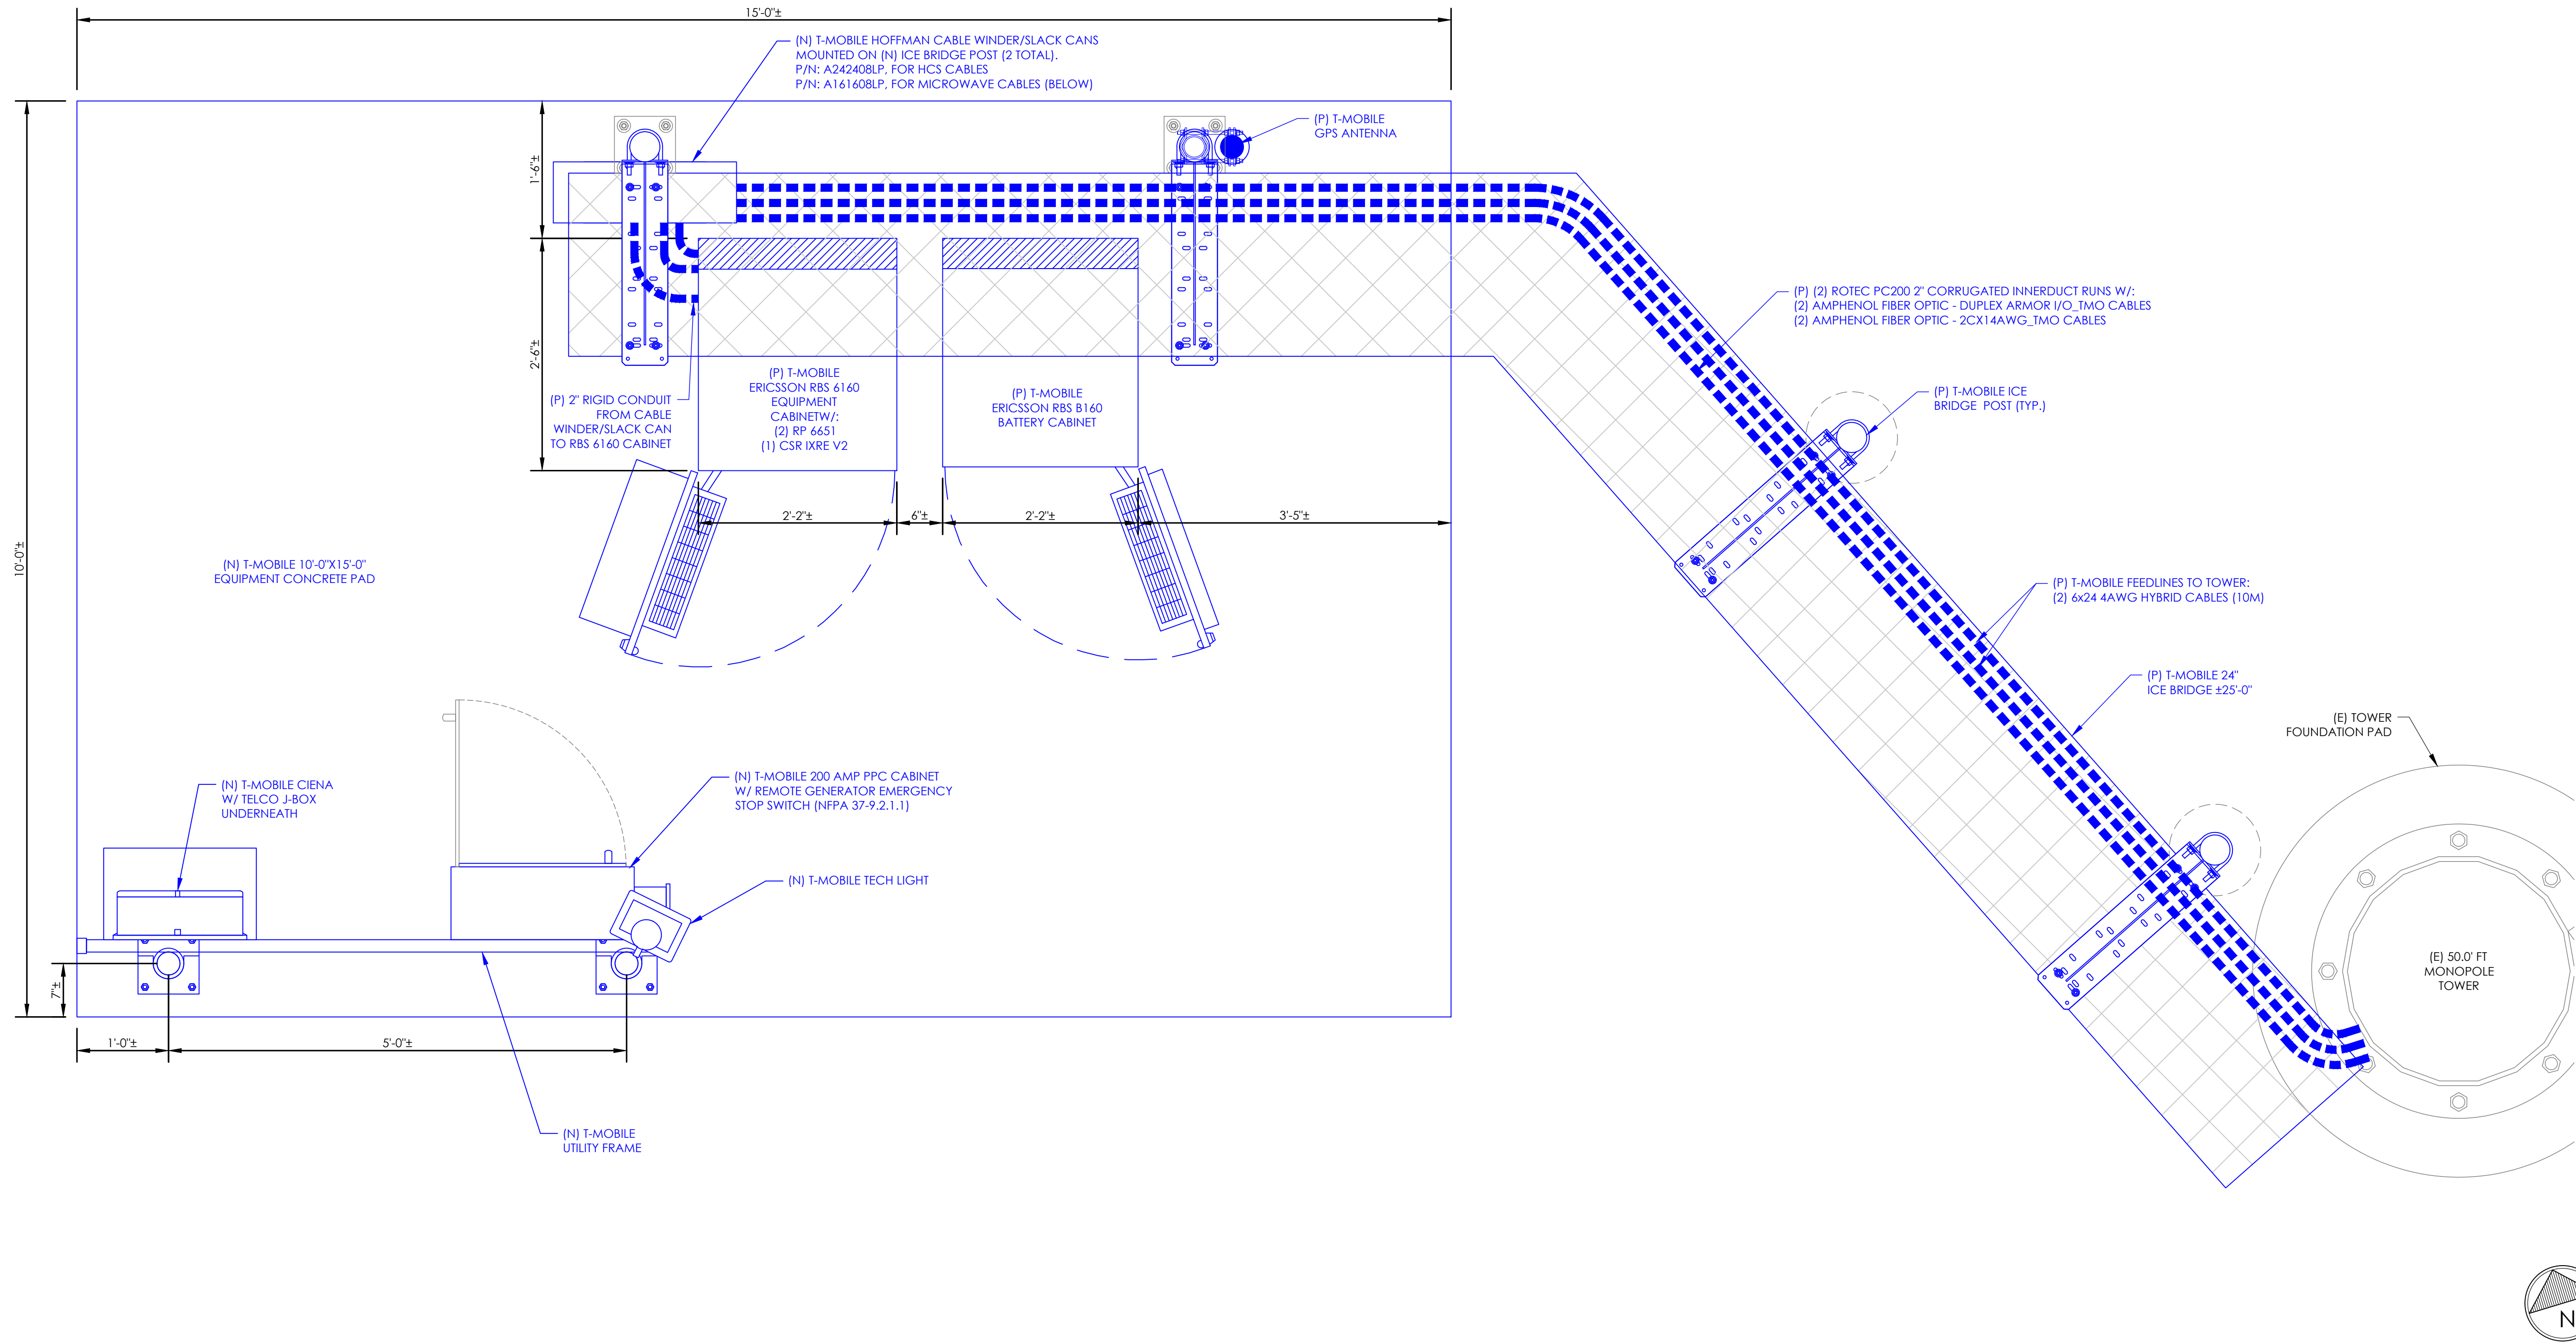 15'-0"±
(N) T-MOBILE HOFFMAN CABLE WINDER/SLACK CANS
MOUNTED ON (N) ICE BRIDGE POST (2 TOTAL).
P/N: A242408LP, FOR HCS CABLES
P/N: A161608LP, FOR MICROWAVE CABLES (BELOW)
(P) T-MOBILE
GPS ANTENNA
1'-6"±
2'-6"±
10'-0"±
(P) (2) ROTEC PC200 2" CORRUGATED INNERDUCT RUNS W/:
(2) AMPHENOL FIBER OPTIC - DUPLEX ARMOR I/O_TMO CABLES
(2) AMPHENOL FIBER OPTIC - 2CX14AWG_TMO CABLES
(P) 2" RIGID CONDUIT
FROM CABLE
WINDER/SLACK CAN
TO RBS 6160 CABINET
(P) T-MOBILE
ERICSSON RBS 6160
EQUIPMENT
CABINETW/:
(2) RP 6651
(1) CSR IXRE V2
(P) T-MOBILE
ERICSSON RBS B160
BATTERY CABINET
(P) T-MOBILE ICE
BRIDGE POST (TYP.)
2'-2"±
6"±
2'-2"±
3'-5"±
(N) T-MOBILE 10'-0"X15'-0"
EQUIPMENT CONCRETE PAD
(P) T-MOBILE FEEDLINES TO TOWER:
(2) 6x24 4AWG HYBRID CABLES (10M)
(P) T-MOBILE 24"
ICE BRIDGE ±25'-0"
(E) TOWER
FOUNDATION PAD
(N) T-MOBILE CIENA
W/ TELCO J-BOX
UNDERNEATH
(N) T-MOBILE 200 AMP PPC CABINET
W/ REMOTE GENERATOR EMERGENCY
STOP SWITCH (NFPA 37-9.2.1.1)
(N) T-MOBILE TECH LIGHT
(E) 50.0' FT
MONOPOLE
TOWER
7"±
1'-0"±
5'-0"±
(N) T-MOBILE
UTILITY FRAME
N